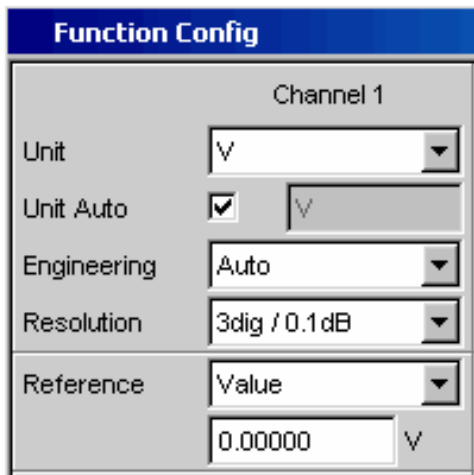 Function Config
Channel 1
Unit V
Unit Auto V
Engineering Auto
Resolution 3dig / 0.1dB
Reference Value
0.00000 V